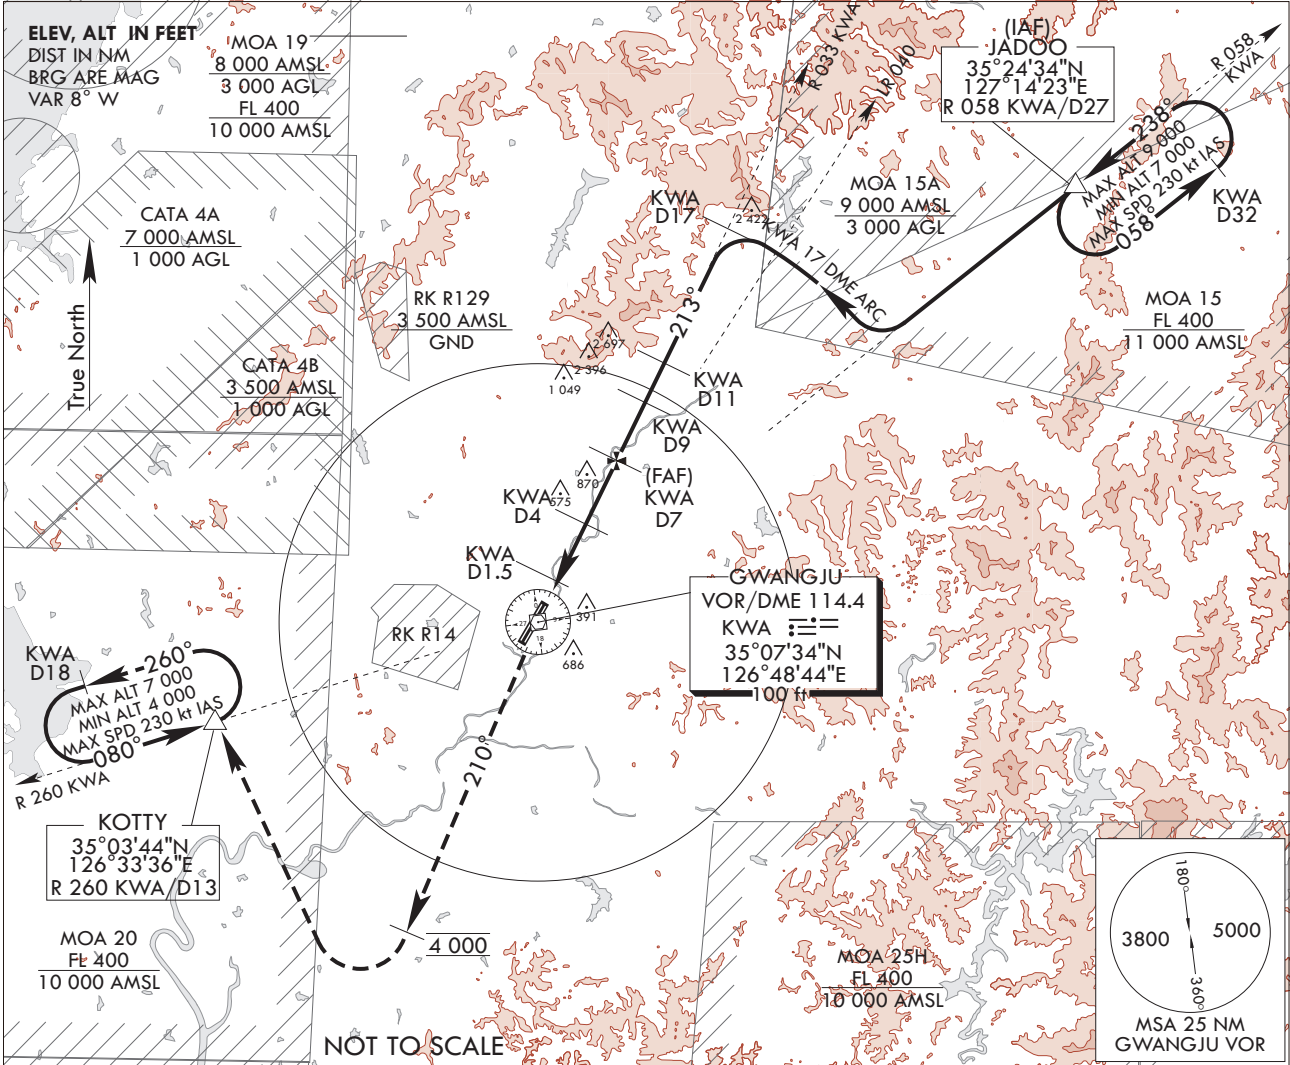 ELEV, ALT IN FEET
DIST IN NM
BRG ARE MAG
VAR 8° W
MOA 19
8 000 AMSL
3 000 AGL
FL 400
10 000 AMSL
CATA 4A
7 000 AMSL
1 000 AGL
True North
CATA 4B
3 500 AMSL
1 000 AGL
RK R129
3 500 AMSL
GND
R 033 KWA
LR 040
(IAF)
JADOO
35°24'34"N
127°14'23"E
R 058 KWA/D27
R 058
KWA
238°
MAX ALT 9 000
MIN ALT 7 000
MAX SPD 230 kt IAS
058°
KWA
D32
MOA 15A
9 000 AMSL
3 000 AGL
MOA 15
FL 400
11 000 AMSL
KWA
D17
2 422
KWA 17 DME ARC
213°
2 697
2 396
1 049
KWA
D11
KWA
D9
(FAF)
KWA
D7
870
575
KWA
D4
KWA
D1.5
RK R14
27
18
391
686
GWANGJU
VOR/DME 114.4
KWA
35°07'34"N
126°48'44"E
100 ft
KWA
D18
260°
MAX ALT 7 000
MIN ALT 4 000
MAX SPD 230 kt IAS
080°
R 260 KWA
KOTTY
35°03'44"N
126°33'36"E
R 260 KWA/D13
210°
4 000
MOA 20
FL 400
10 000 AMSL
NOT TO SCALE
MOA 25H
FL 400
10 000 AMSL
180°
3800
5000
360°
MSA 25 NM
GWANGJU VOR